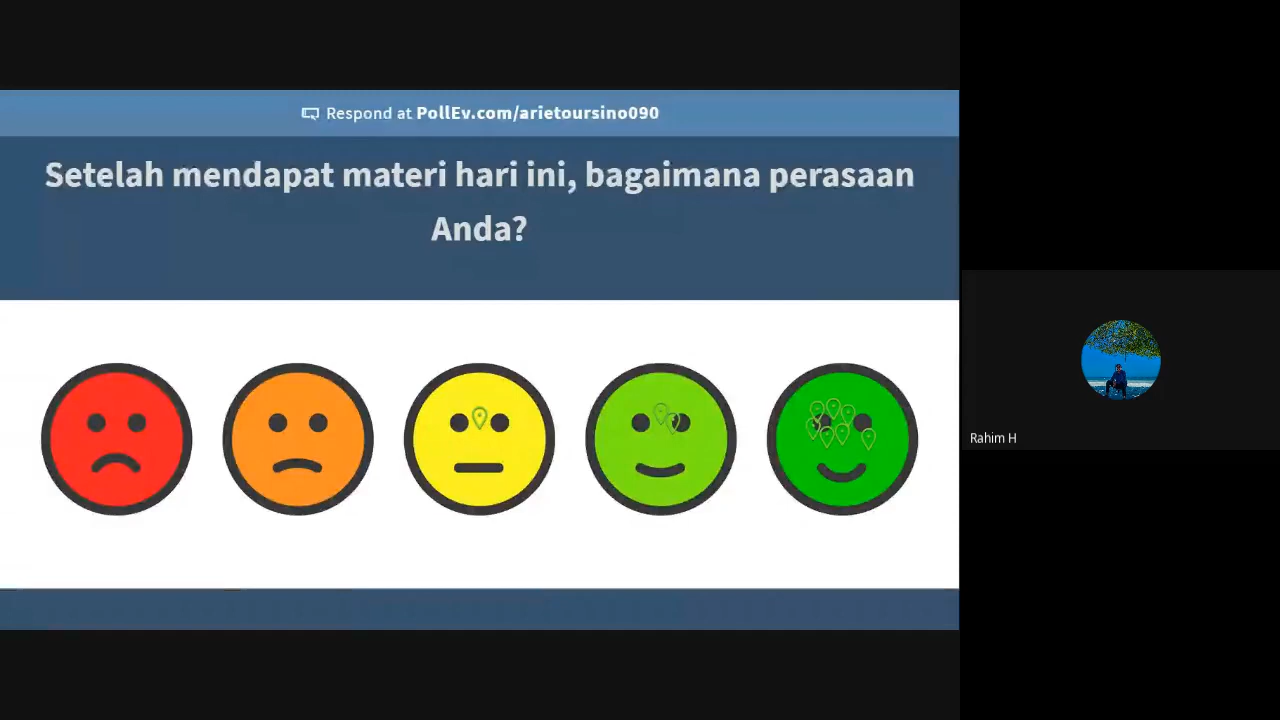 Respond at PollEv.com/arietoursino090
Setelah mendapat materi hari ini, bagaimana perasaan
Anda?
Rahim H